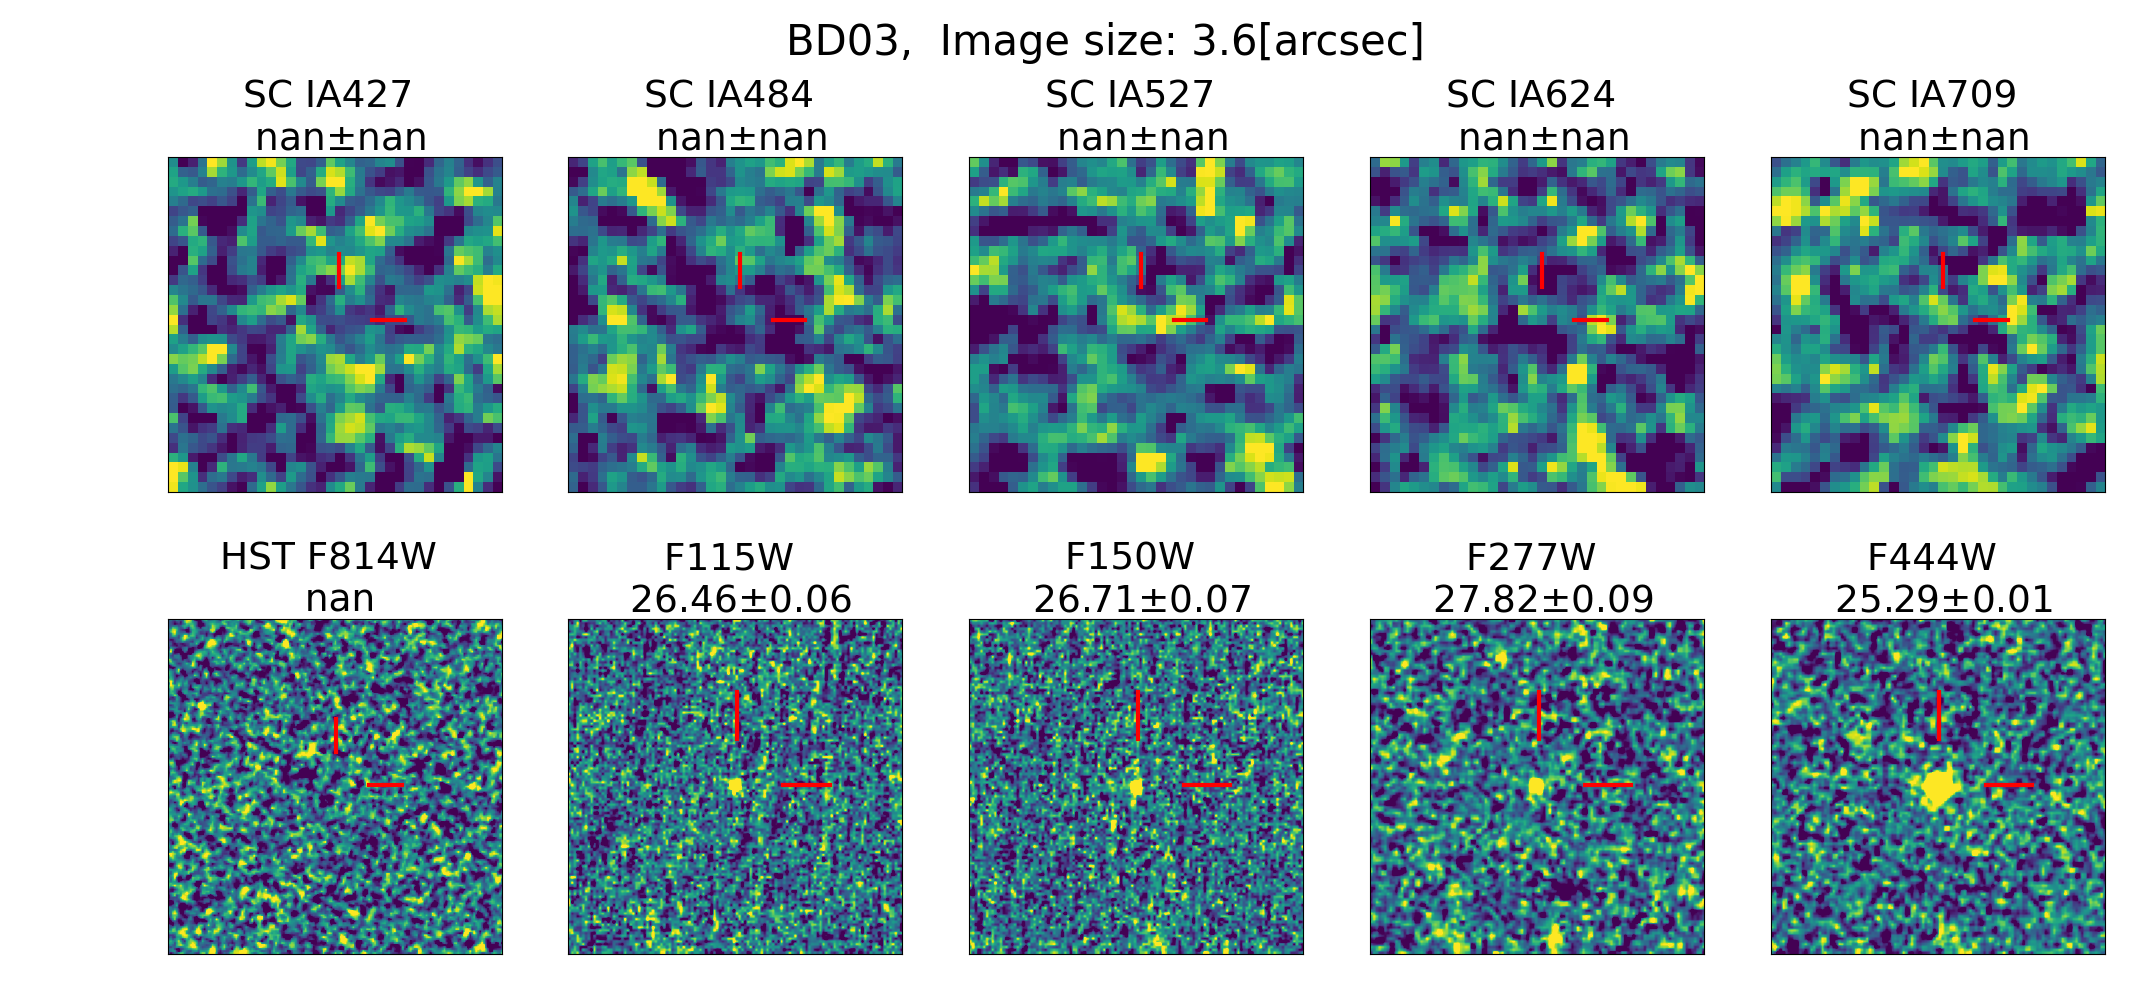 BD03,  Image size: 3.6[arcsec]
SC IA427
nan±nan
SC IA484
nan±nan
SC IA527
nan±nan
SC IA624
nan±nan
SC IA709
nan±nan
HST F814W
nan
F115W
26.46±0.06
F150W
26.71±0.07
F277W
27.82±0.09
F444W
25.29±0.01